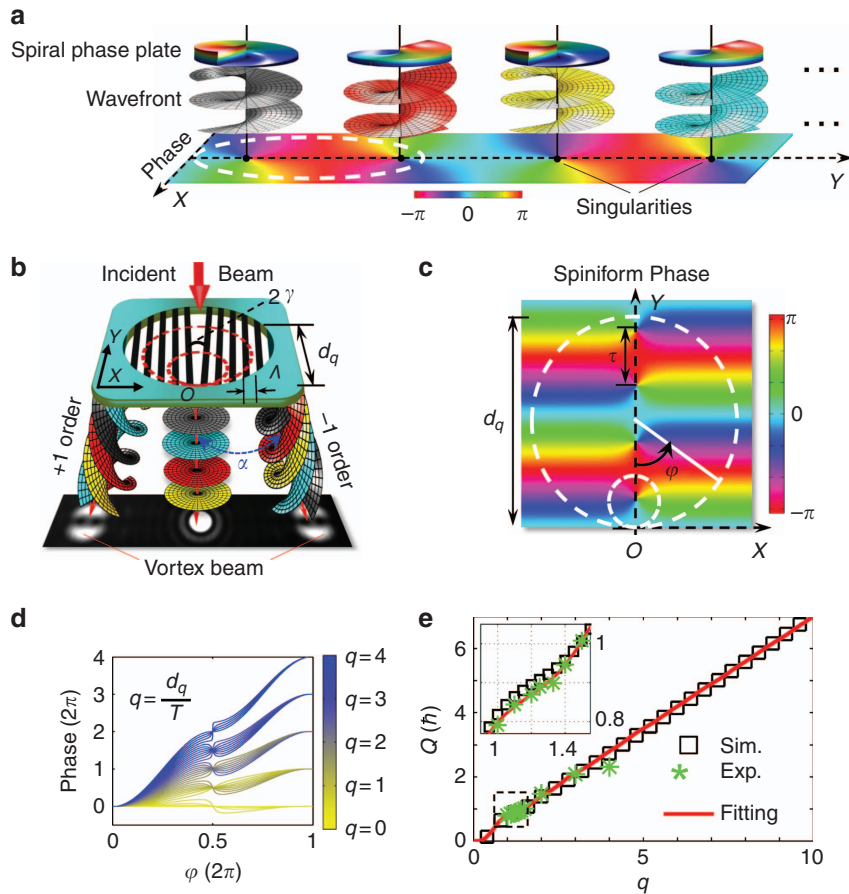 a
Spiral phase plate
Wavefront
...
...
Phase
X
Y
−π 0 π
Singularities
b
Incident Beam
2γ
Y
X
O
Λ
d_q
+1 order
−1 order
α
Vortex beam
c
Spiniform Phase
Y
τ
d_q
φ
O
X
π
0
−π
d
Phase (2π)
4
3
2
1
0
q = d_q/T
0 0.5 1
φ (2π)
q=4
q=3
q=2
q=1
q=0
e
Q (ħ)
6
4
2
0
1
0.8
1 1.4
Sim.
Exp.
Fitting
0 5 10
q